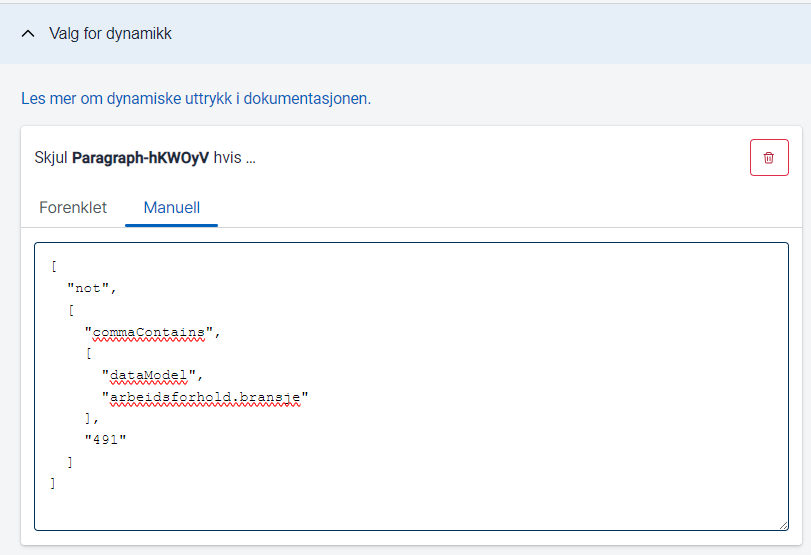 Valg for dynamikk
Les mer om dynamiske uttrykk i dokumentasjonen.
Skjul Paragraph-hKWOyV hvis ...
Forenklet Manuell
[
"not",
[
"commaContains",
[
"dataModel",
"arbeidsforhold.bransje"
],
"491"
]
]